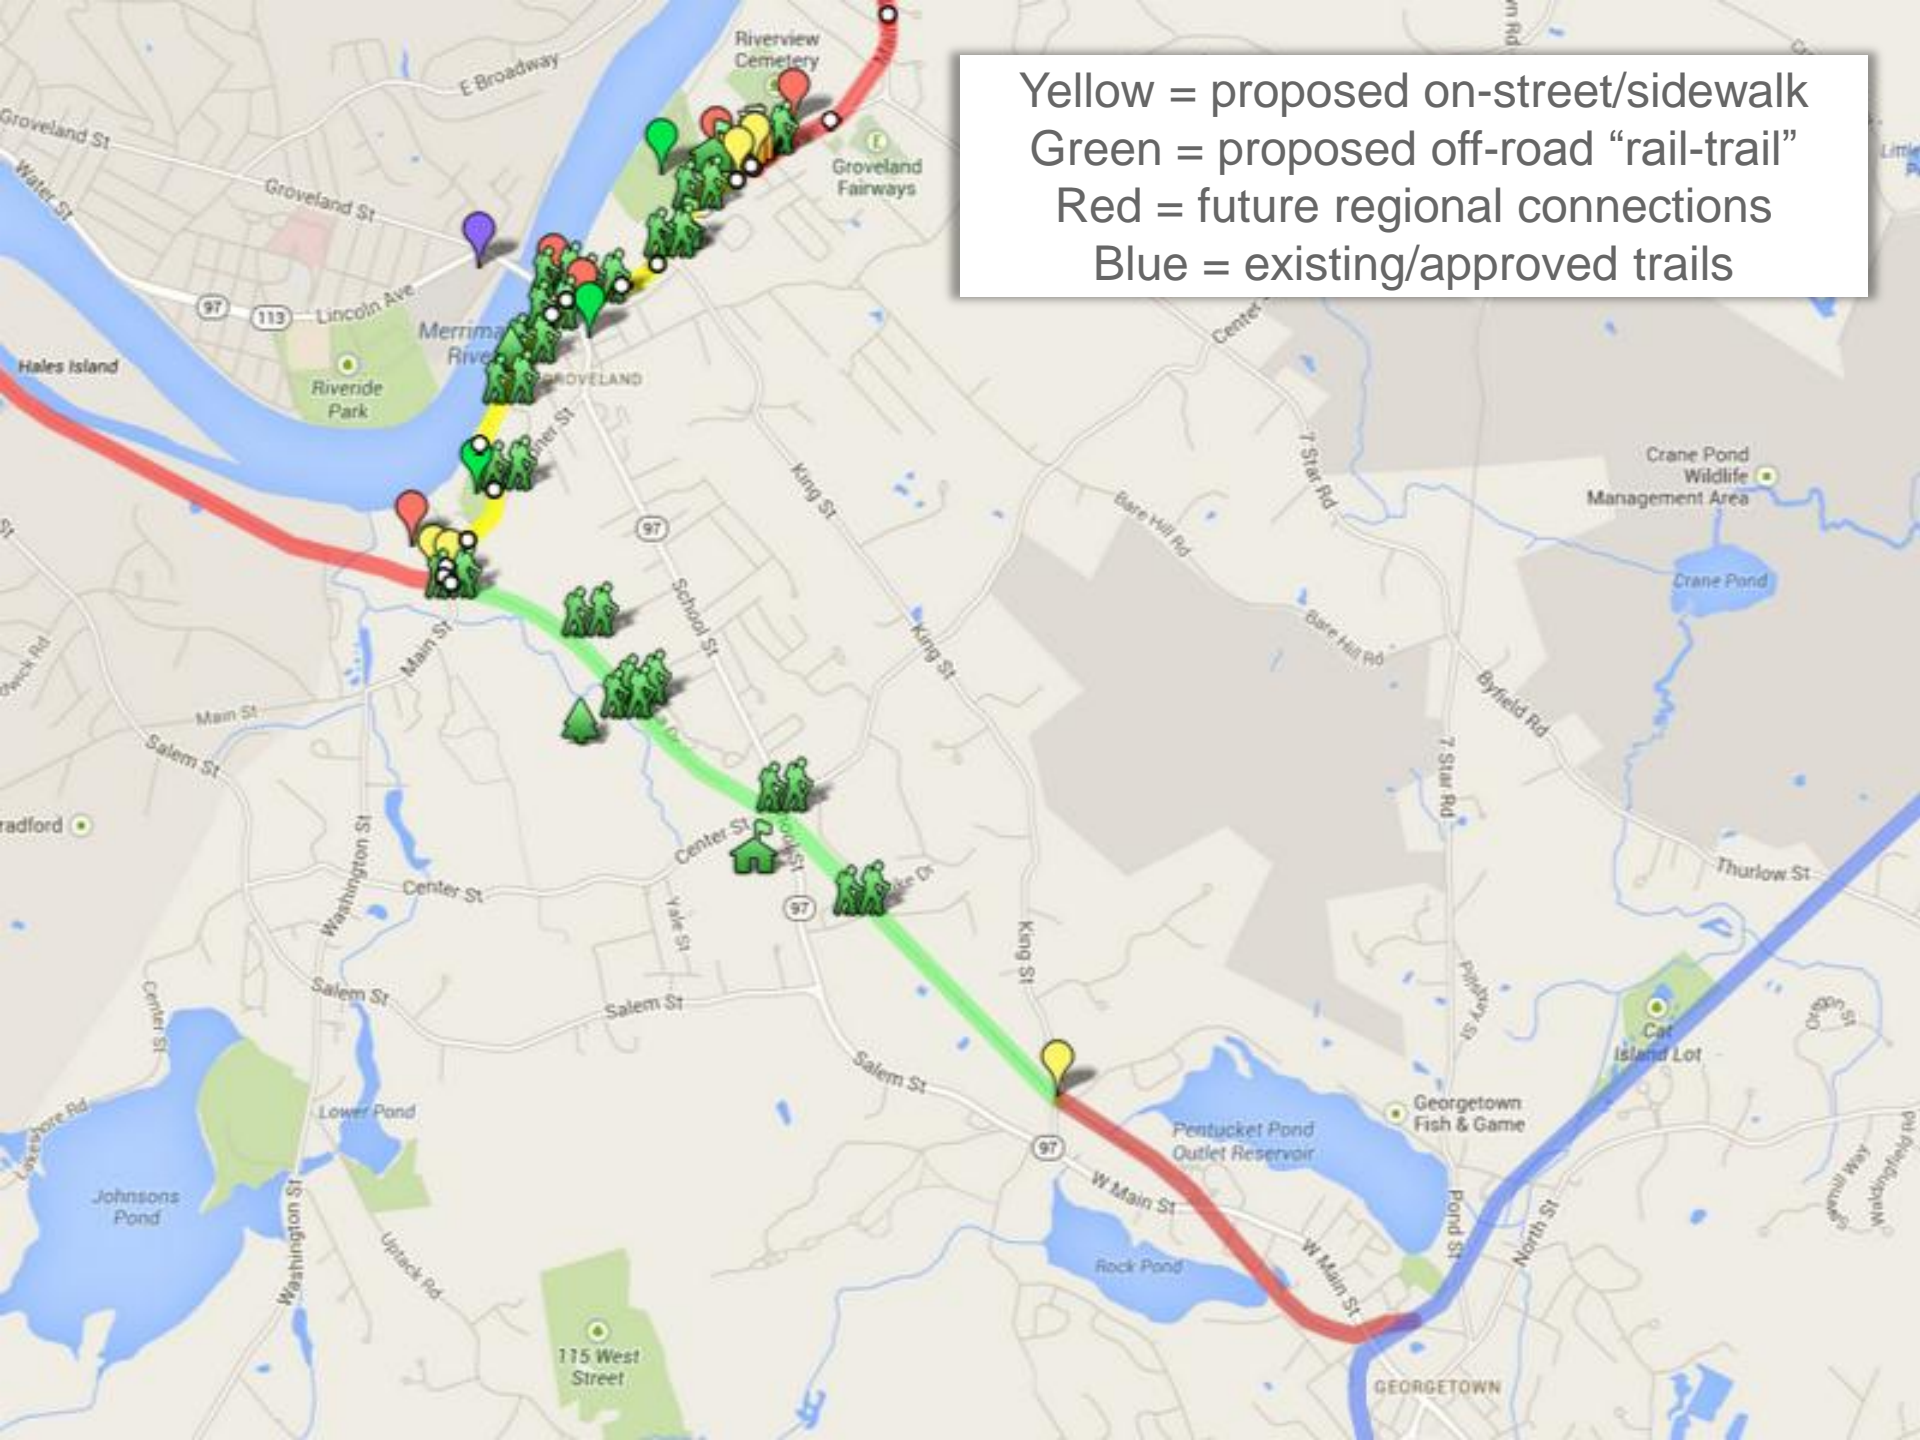 Yellow = proposed on-street/sidewalk
Green = proposed off-road “rail-trail”
Red = future regional connections
Blue = existing/approved trails
Riverview
Cemetery
E Broadway
Groveland St
Water St
Groveland St
Groveland
Fairways
97
113
Lincoln Ave
Hales Island
Riveride
Park
GROVELAND
King St
7 Star Rd
Crane Pond
Wildlife
Management Area
Bare Hill Rd
97
Crane Pond
School St
King St
Bare Hill Rd
Main St
Main St
Salem St
Byfield Rd
7 Star Rd
Center St
Washington St
Center St
Yale St
97
Thurlow St
King St
Pillsbury St
Center St
Salem St
Salem St
Salem St
Cat
Island Lot
Lakeshore Rd
Lower Pond
97
Pentucket Pond
Outlet Reservoir
Georgetown
Fish & Game
Johnsons
Pond
Washington St
Uptack Rd
W Main St
Rock Pond
W Main St
Pond St
North St
Waldingfield Rd
115 West
Street
GEORGETOWN